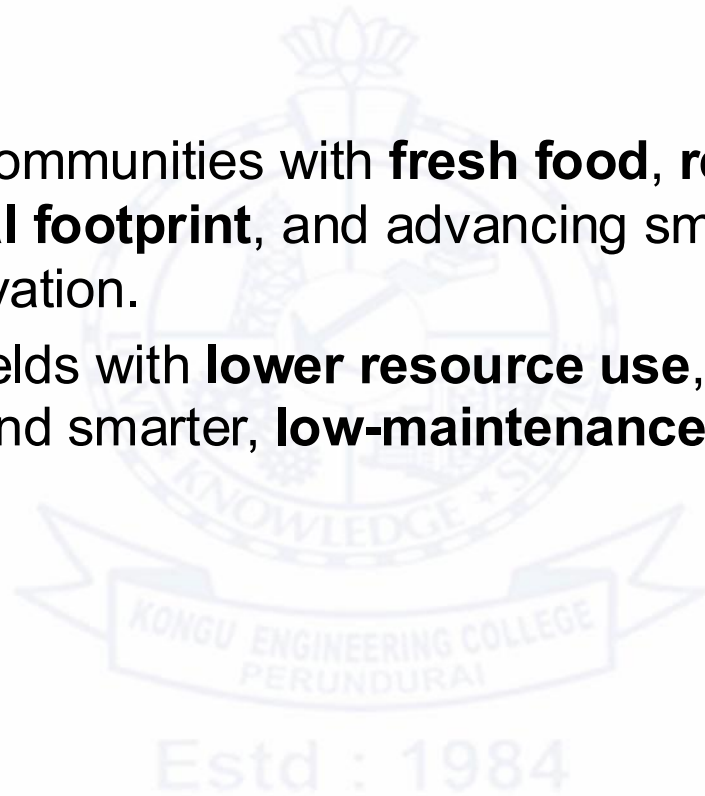 ommunities with fresh food, r
l footprint, and advancing sm
vation.
elds with lower resource use,
nd smarter, low-maintenance
KNOWLEDGE * SE
KONGU ENGINEERING COLLEGE
PERUNDURAI
Estd : 1984